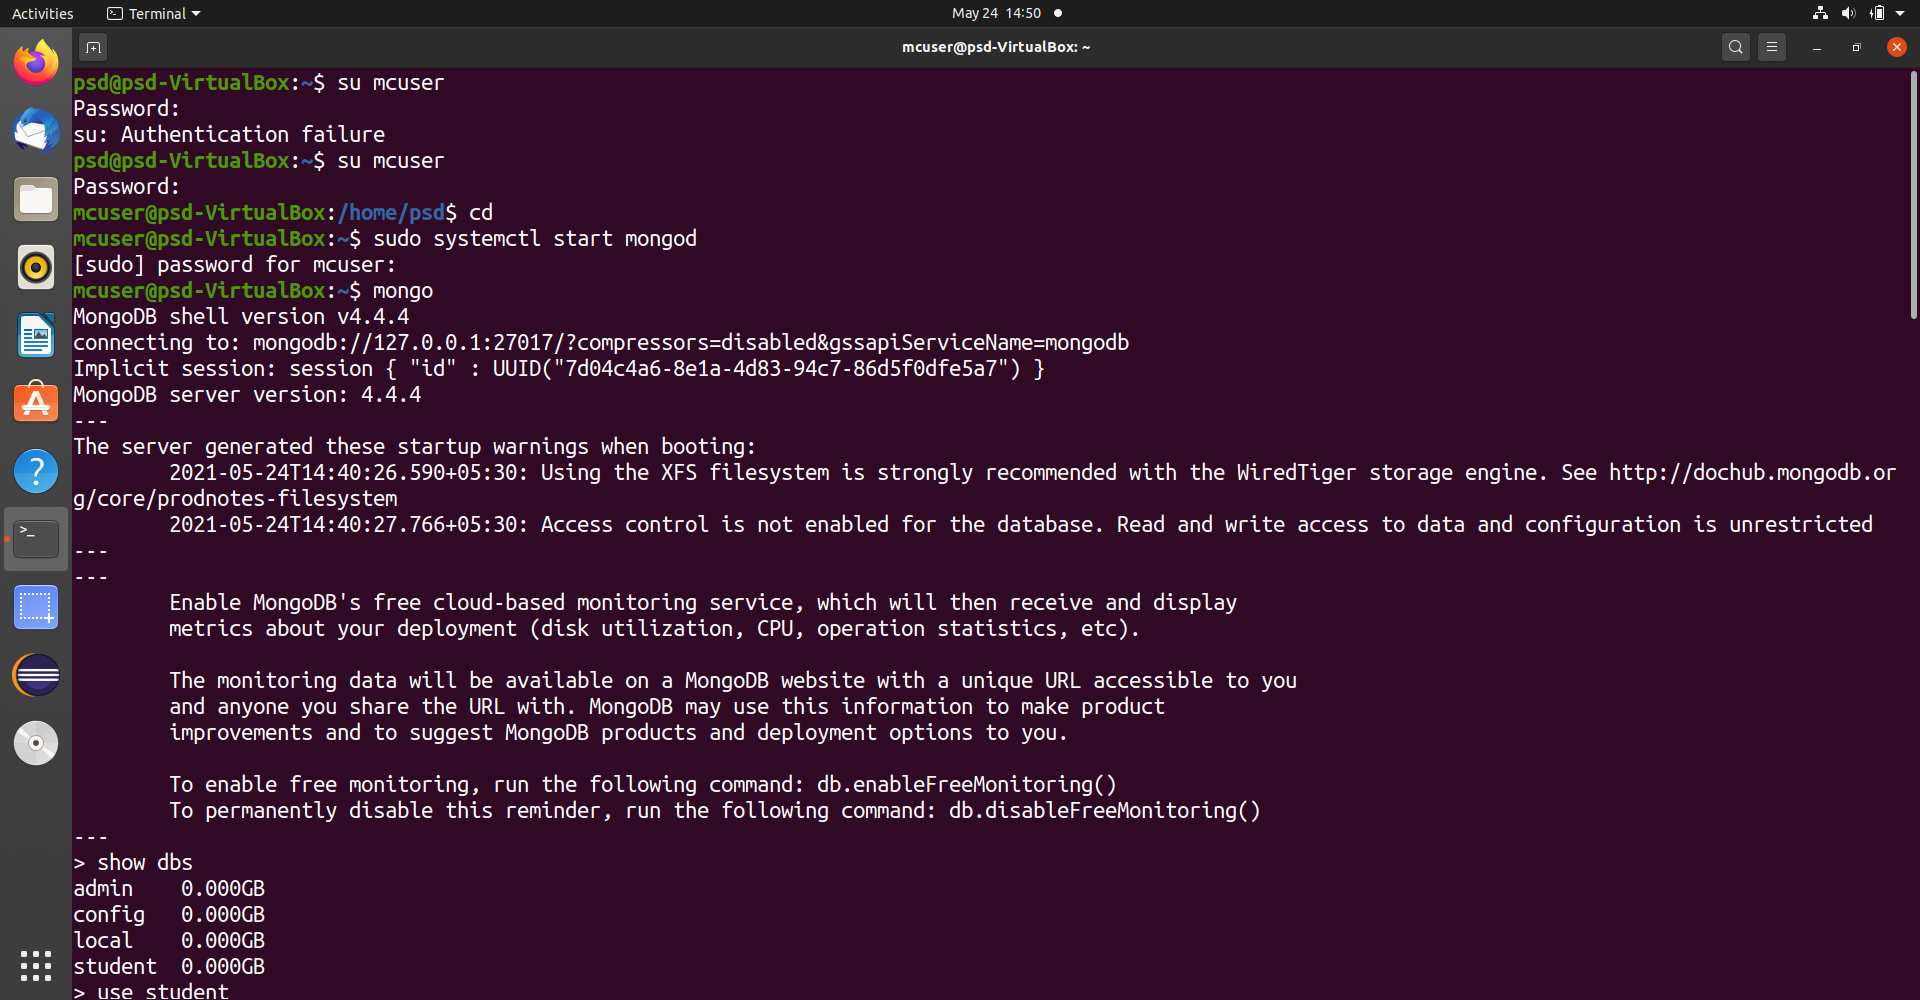 Activities
Terminal
May 24 14:50
mcuser@psd-VirtualBox: ~
psd@psd-VirtualBox:~$ su mcuser
Password:
su: Authentication failure
psd@psd-VirtualBox:~$ su mcuser
Password:
mcuser@psd-VirtualBox:/home/psd$ cd
mcuser@psd-VirtualBox:~$ sudo systemctl start mongod
[sudo] password for mcuser:
mcuser@psd-VirtualBox:~$ mongo
MongoDB shell version v4.4.4
connecting to: mongodb://127.0.0.1:27017/?compressors=disabled&gssapiServiceName=mongodb
Implicit session: session { "id" : UUID("7d04c4a6-8e1a-4d83-94c7-86d5f0dfe5a7") }
MongoDB server version: 4.4.4
---
The server generated these startup warnings when booting:
2021-05-24T14:40:26.590+05:30: Using the XFS filesystem is strongly recommended with the WiredTiger storage engine. See http://dochub.mongodb.or
g/core/prodnotes-filesystem
2021-05-24T14:40:27.766+05:30: Access control is not enabled for the database. Read and write access to data and configuration is unrestricted
---
---
Enable MongoDB's free cloud-based monitoring service, which will then receive and display
metrics about your deployment (disk utilization, CPU, operation statistics, etc).
The monitoring data will be available on a MongoDB website with a unique URL accessible to you
and anyone you share the URL with. MongoDB may use this information to make product
improvements and to suggest MongoDB products and deployment options to you.
To enable free monitoring, run the following command: db.enableFreeMonitoring()
To permanently disable this reminder, run the following command: db.disableFreeMonitoring()
---
> show dbs
admin    0.000GB
config   0.000GB
local    0.000GB
student  0.000GB
> use student